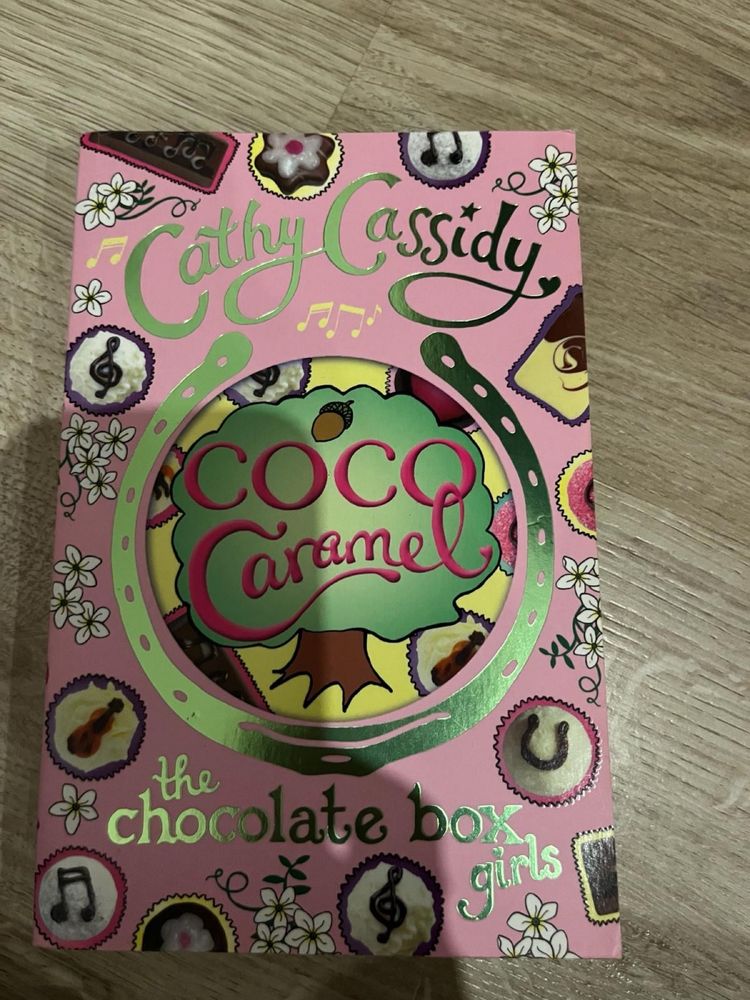 Cathy Cassidy
COCO
Caramel
the
chocolate box
girls